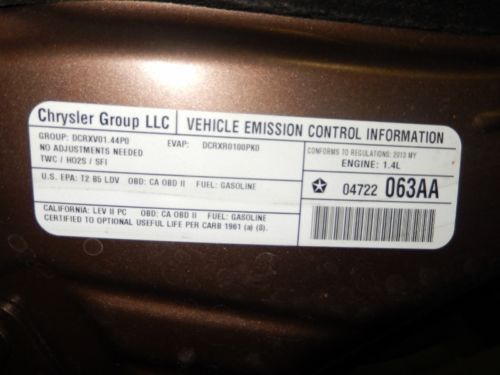 Chrysler Group LLC VEHICLE EMISSION CONTROL INFORMATION
GROUP: DCRXV01.44P0 EVAP: DCRXR0100PK0
NO ADJUSTMENTS NEEDED
TWC / HO2S / SFI
CONFORMS TO REGULATIONS: 2013 MY
ENGINE: 1.4L
U.S. EPA: T2 B5 LDV OBD: CA OBD II FUEL: GASOLINE
04722 063AA
CALIFORNIA: LEV II PC OBD: CA OBD II FUEL: GASOLINE
CERTIFIED TO OPTIONAL USEFUL LIFE PER CARB 1961 (a) (8).